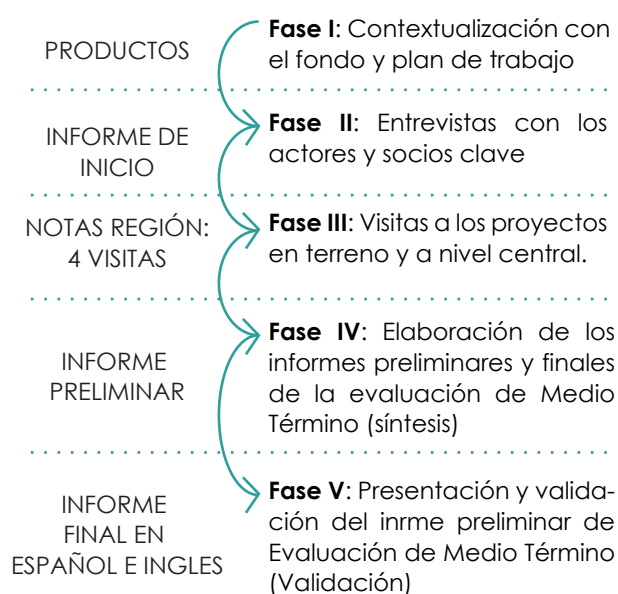 PRODUCTOS
Fase I: Contextualización con
el fondo y plan de trabajo
INFORME DE
INICIO
Fase II: Entrevistas con los
actores y socios clave
NOTAS REGIÓN:
4 VISITAS
Fase III: Visitas a los proyectos
en terreno y a nivel central.
INFORME
PRELIMINAR
Fase IV: Elaboración de los
informes preliminares y finales
de la evaluación de Medio
Término (síntesis)
INFORME
FINAL EN
ESPAÑOL E INGLES
Fase V: Presentación y valida-
ción del inrme preliminar de
Evaluación de Medio Término
(Validación)